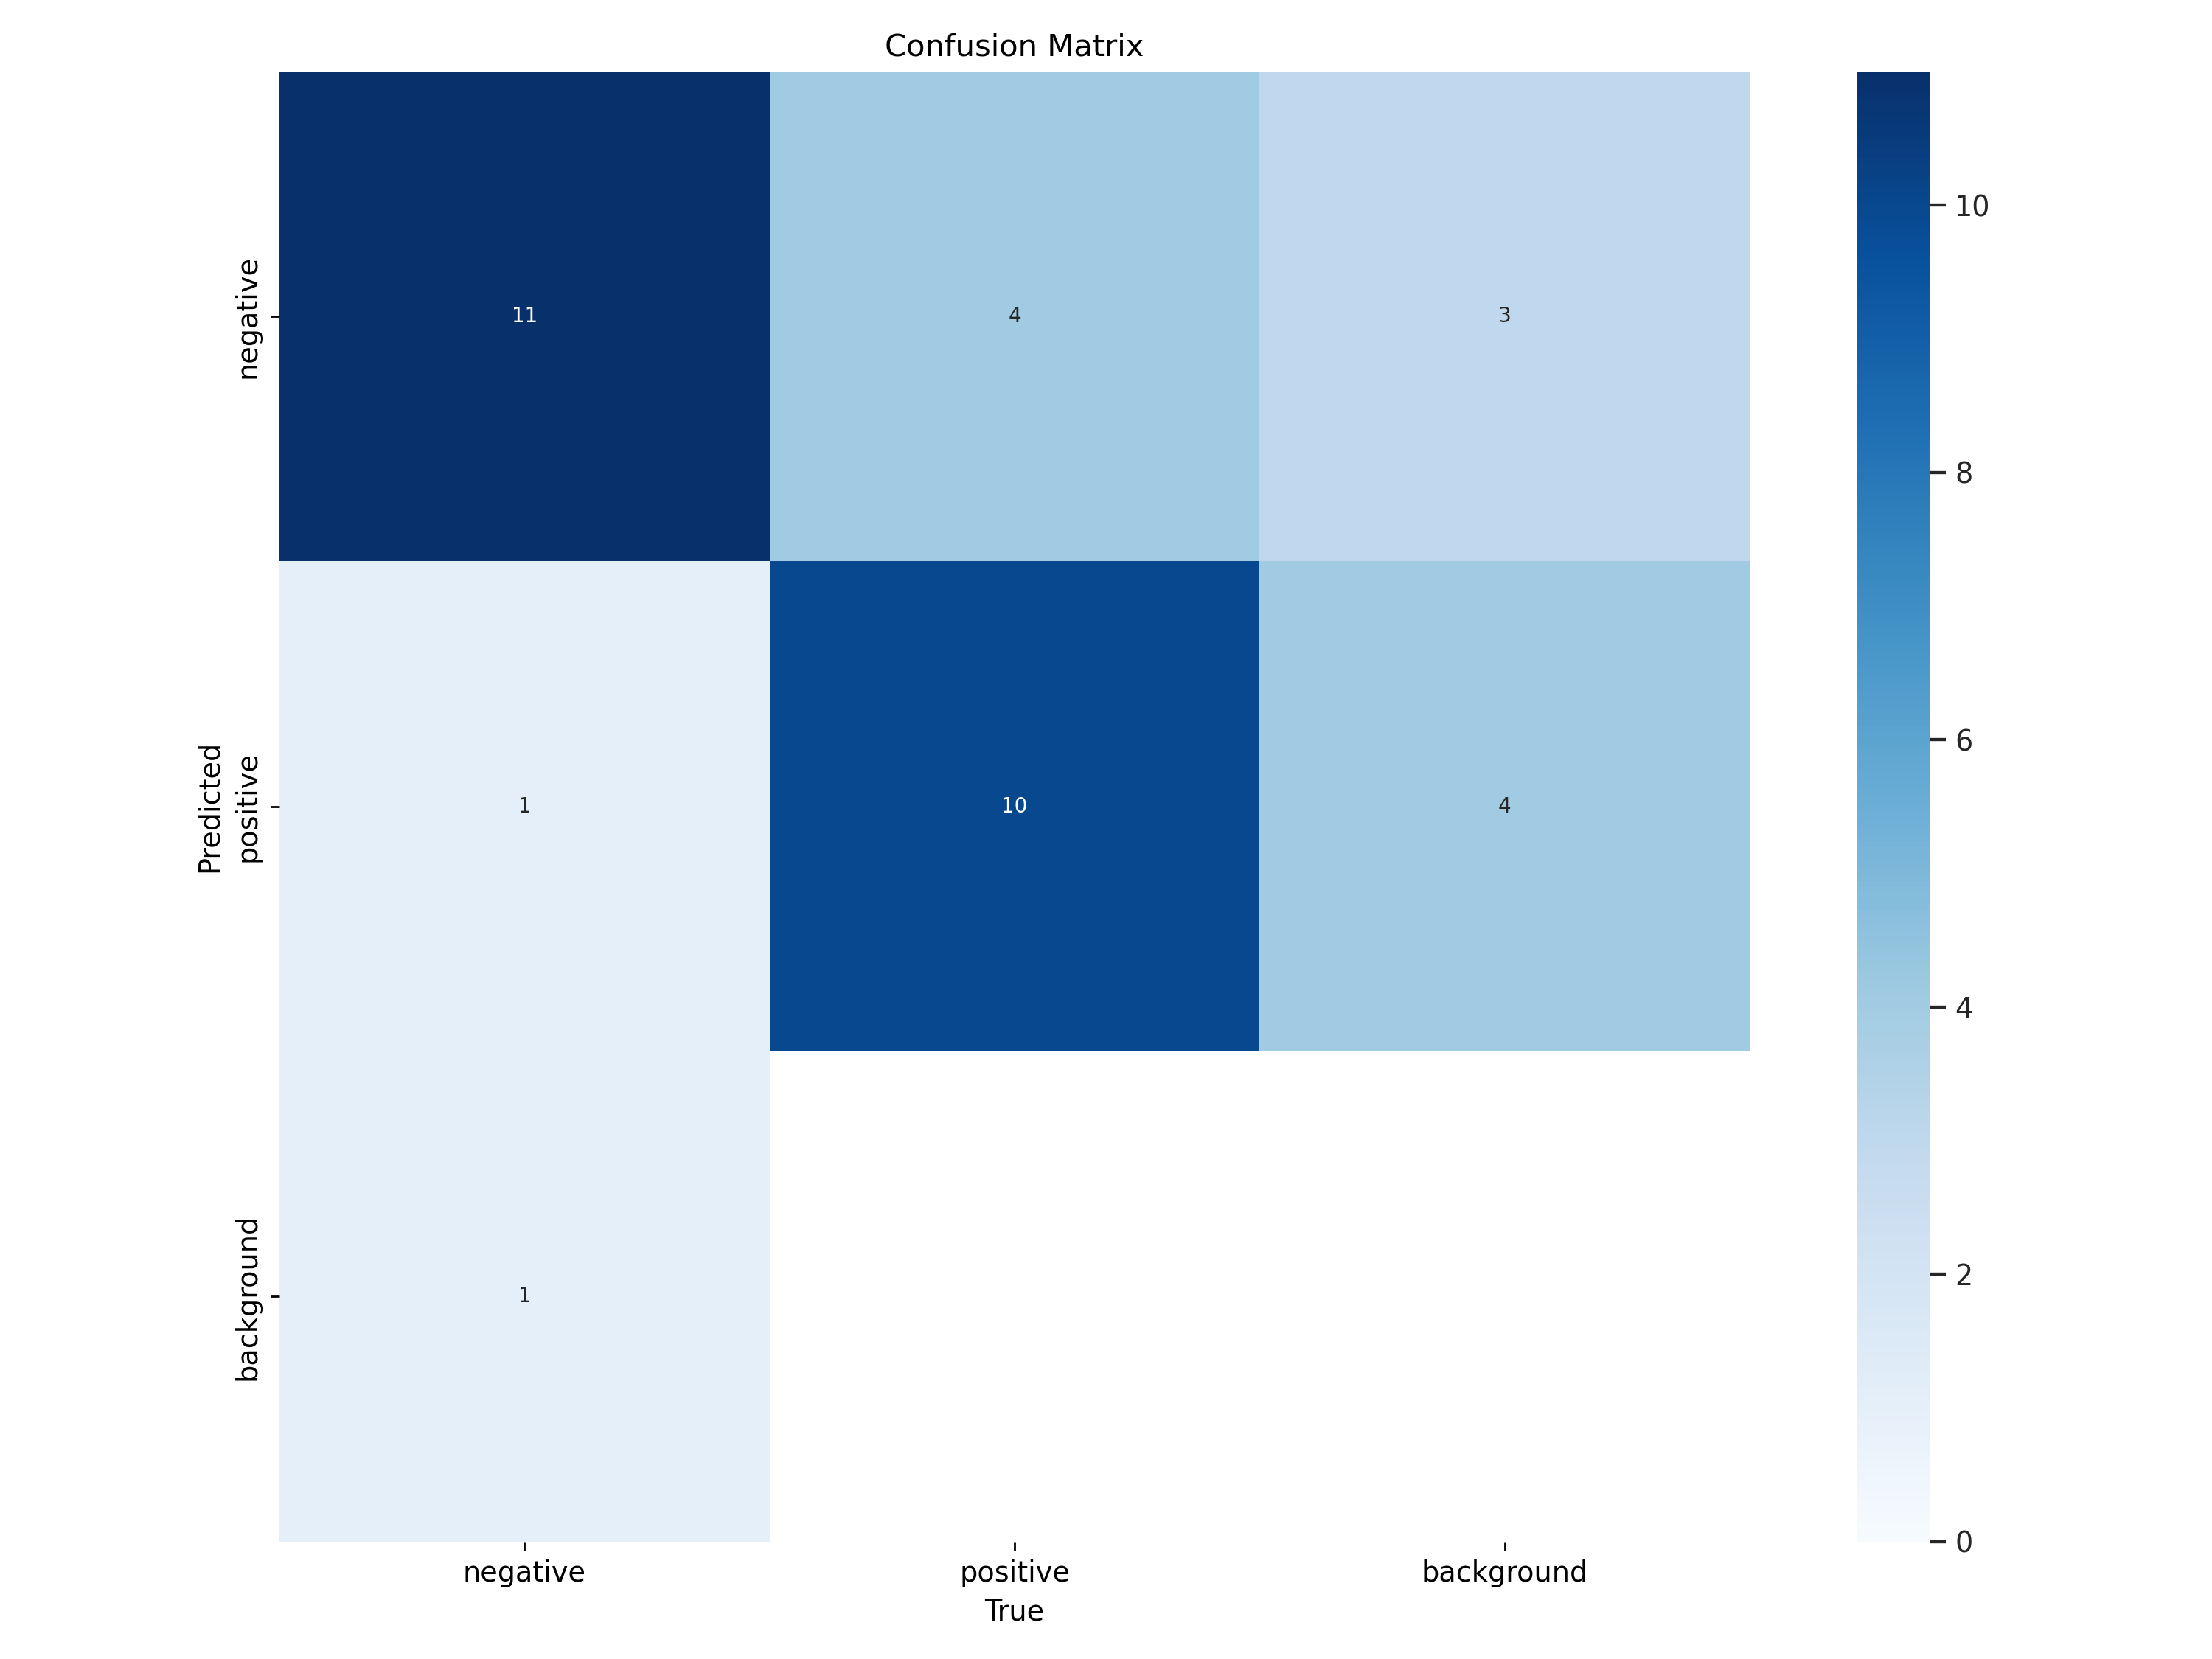 Confusion Matrix
negative
11
4
3
10
8
6
4
2
0
Predicted
positive
1
10
4
background
1
negative
positive
background
True